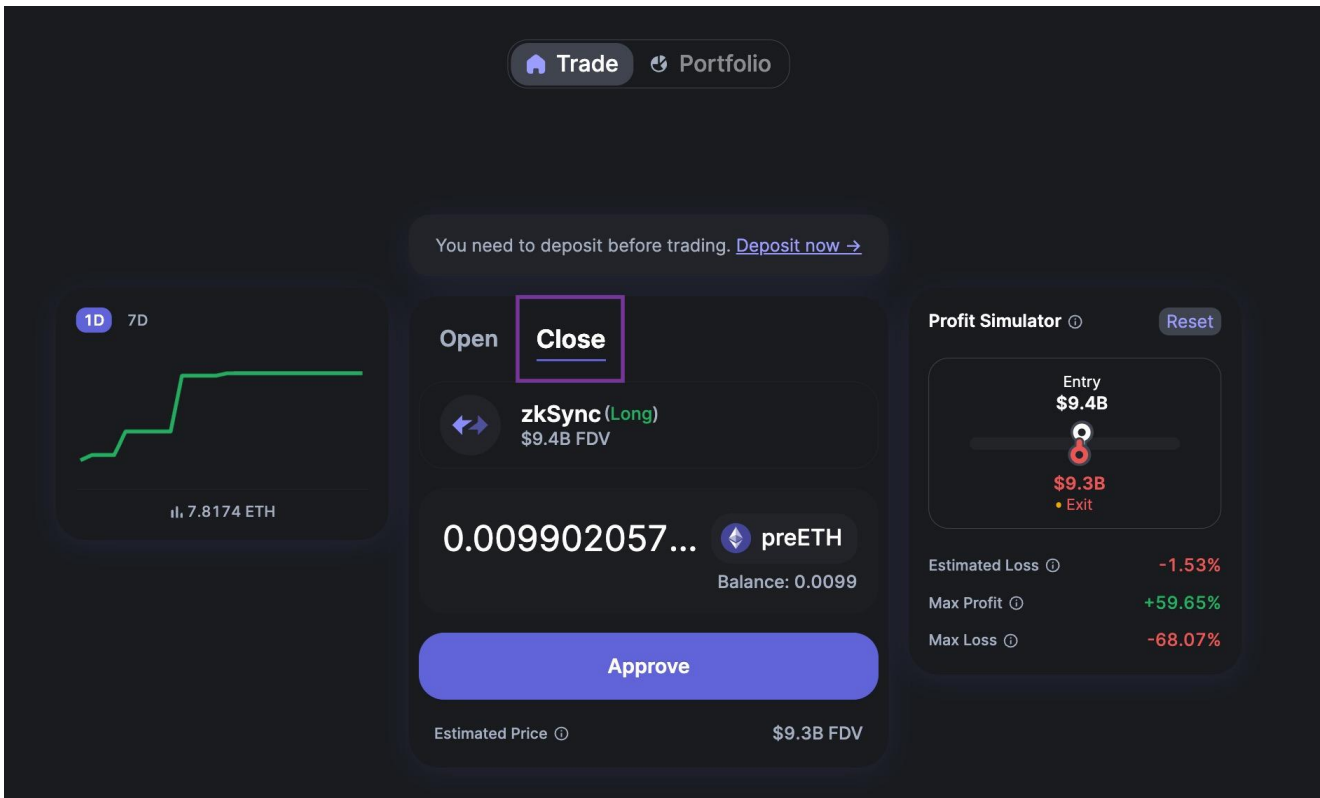 Trade
Portfolio
You need to deposit before trading. Deposit now →
1D 7D
7.8174 ETH
Open Close
zkSync (Long)
$9.4B FDV
0.009902057... preETH
Balance: 0.0099
Approve
Estimated Price
$9.3B FDV
Profit Simulator
Reset
Entry
$9.4B
$9.3B
• Exit
Estimated Loss -1.53%
Max Profit +59.65%
Max Loss -68.07%